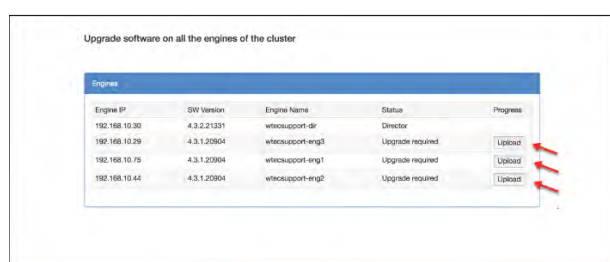 Upgrade software on all the engines of the cluster
Engines
Engine IP SW Version Engine Name Status Progress
192.168.10.30 4.3.2.21331 wtecsupport-dir Director
192.168.10.29 4.3.1.20904 wtecsupport-eng3 Upgrade required Upload
192.168.10.75 4.3.1.20904 wtecsupport-eng1 Upgrade required Upload
192.168.10.44 4.3.1.20904 wtecsupport-eng2 Upgrade required Upload